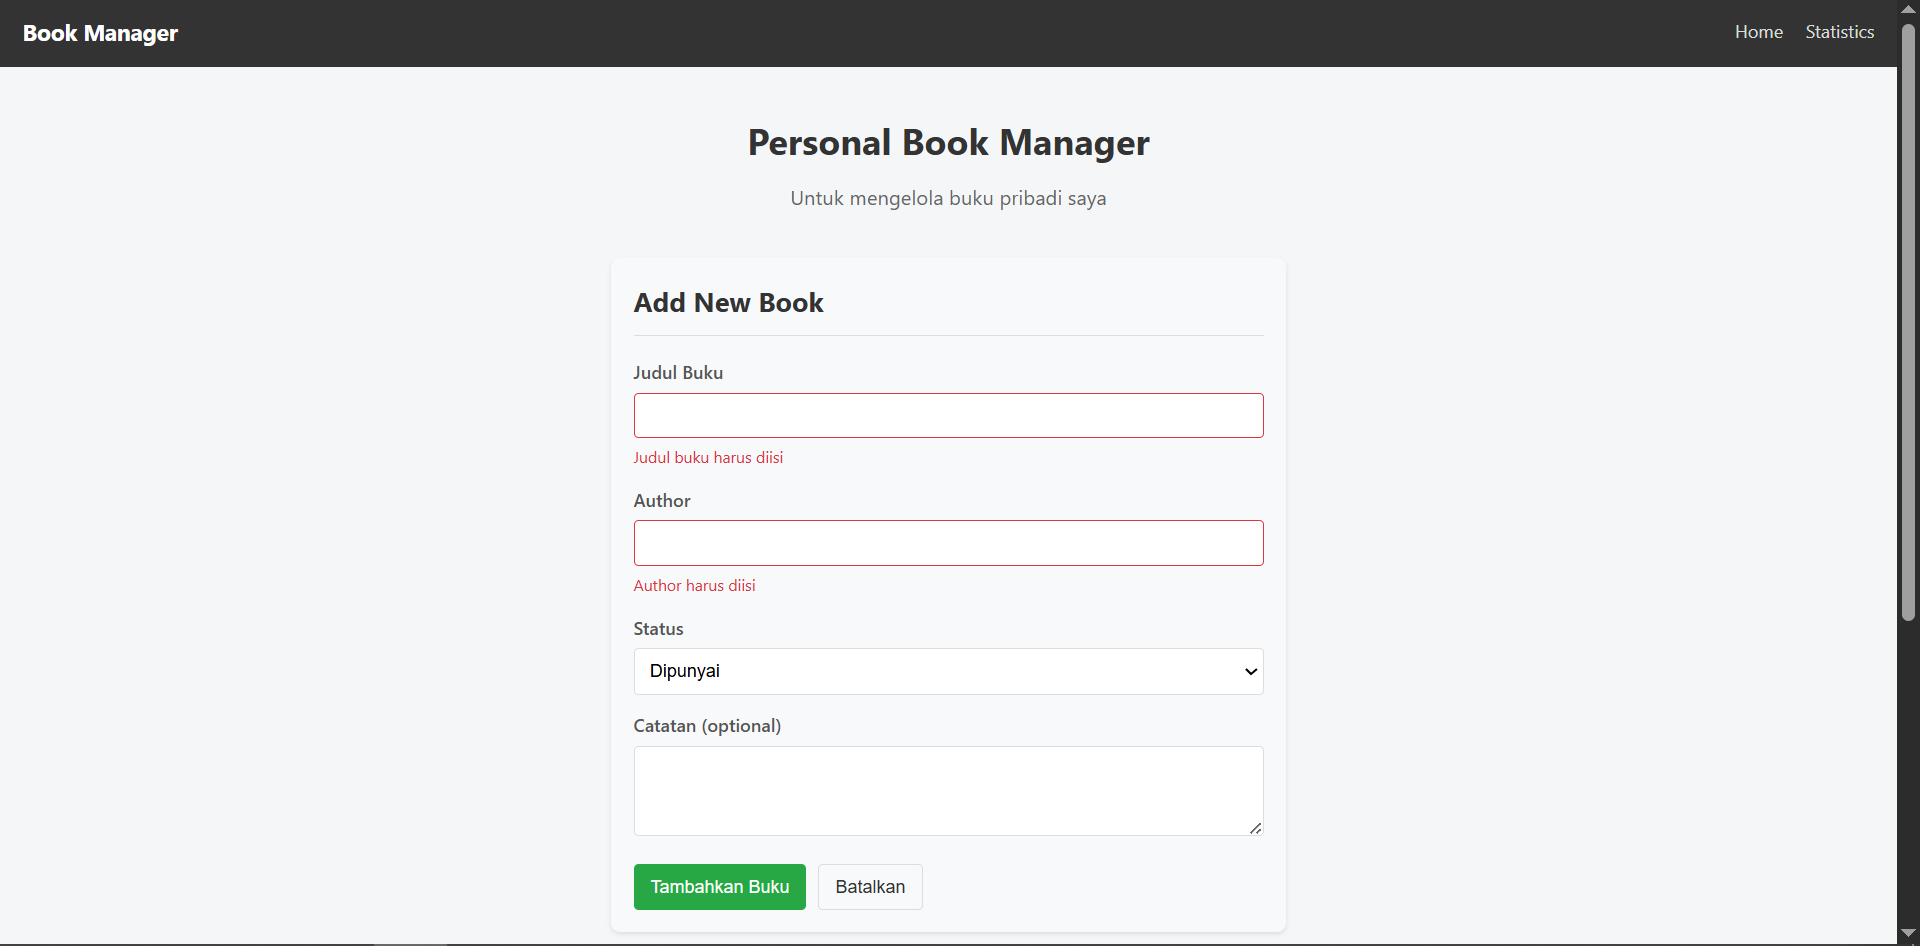 Book Manager
Home Statistics
Personal Book Manager
Untuk mengelola buku pribadi saya
Add New Book
Judul Buku
Judul buku harus diisi
Author
Author harus diisi
Status
Dipunyai
Catatan (optional)
Tambahkan Buku Batalkan